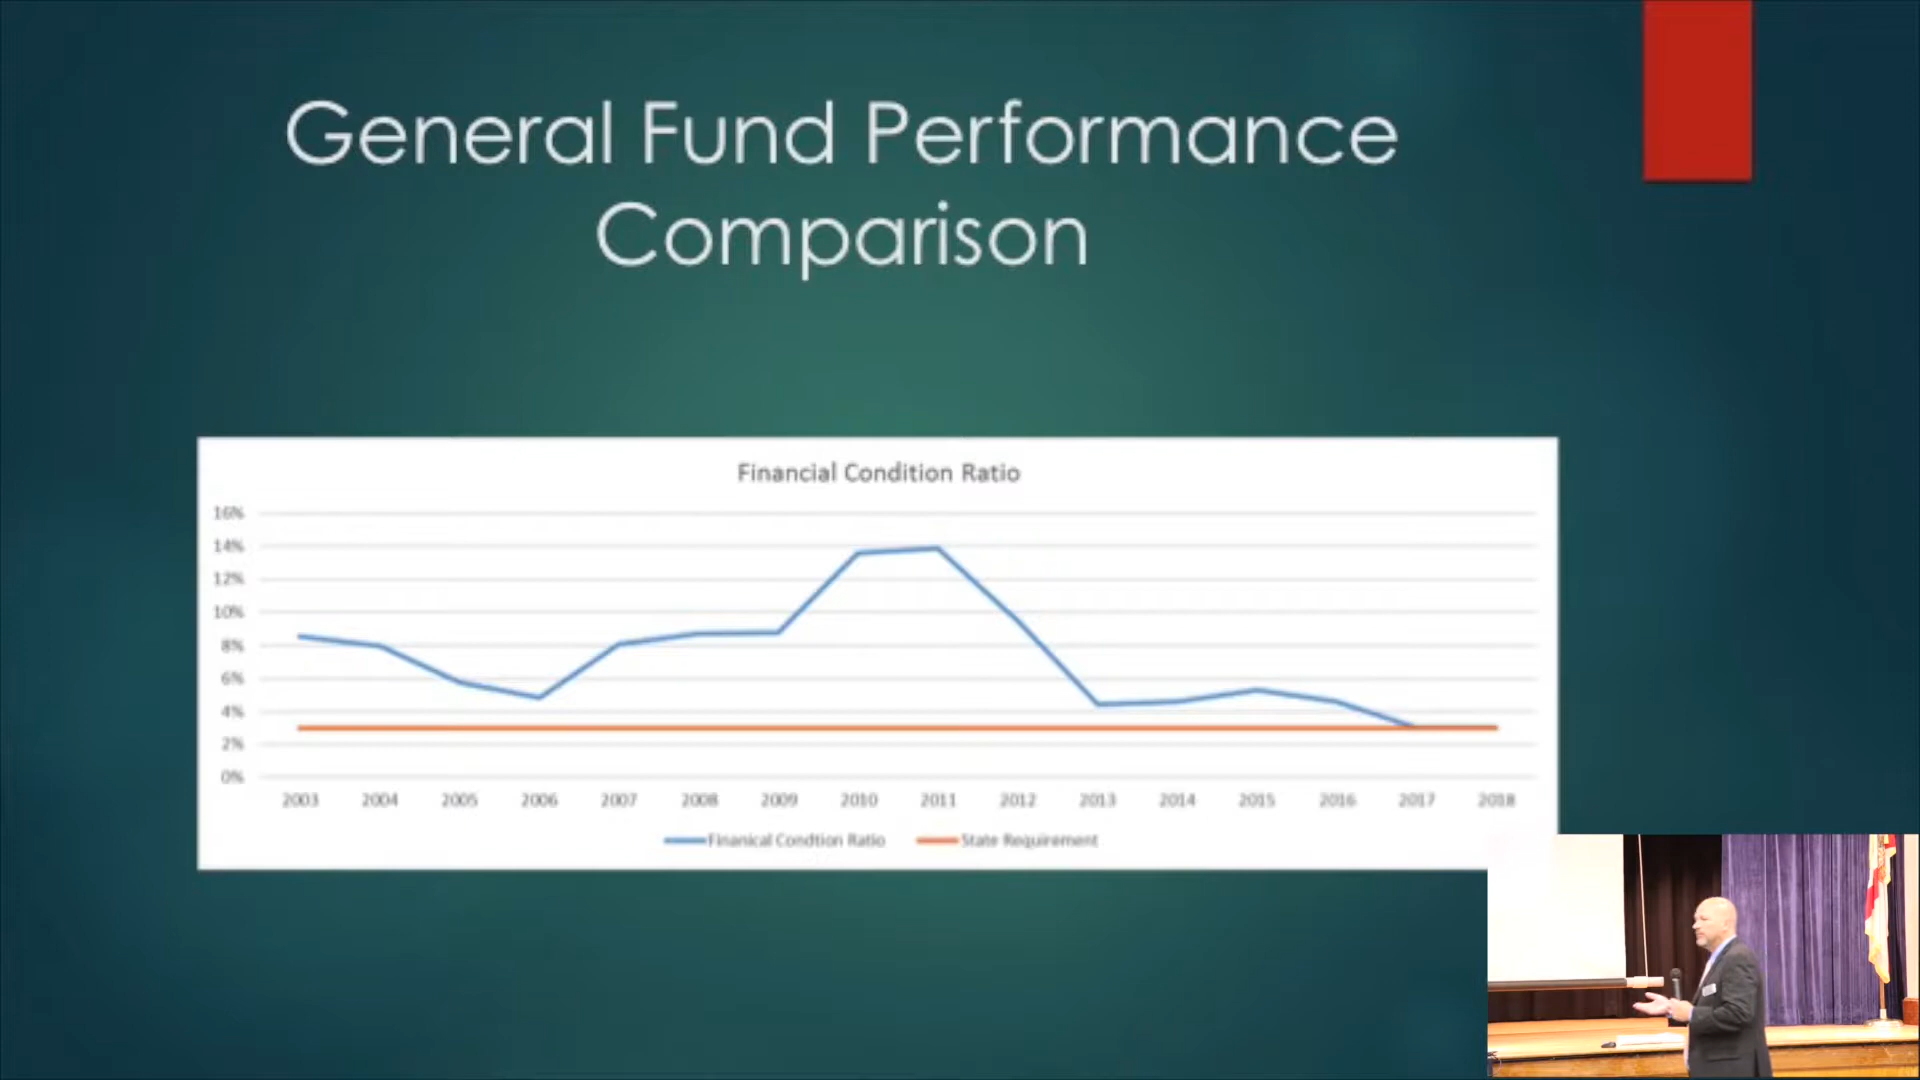 General Fund Performance
Comparison
Financial Condition Ratio
16%
14%
12%
10%
8%
6%
4%
2%
0%
2003 2004 2005 2006 2007 2008 2009 2010 2011 2012 2013 2014 2015 2016 2017 2018
Finanical Condtion Ratio State Requirement